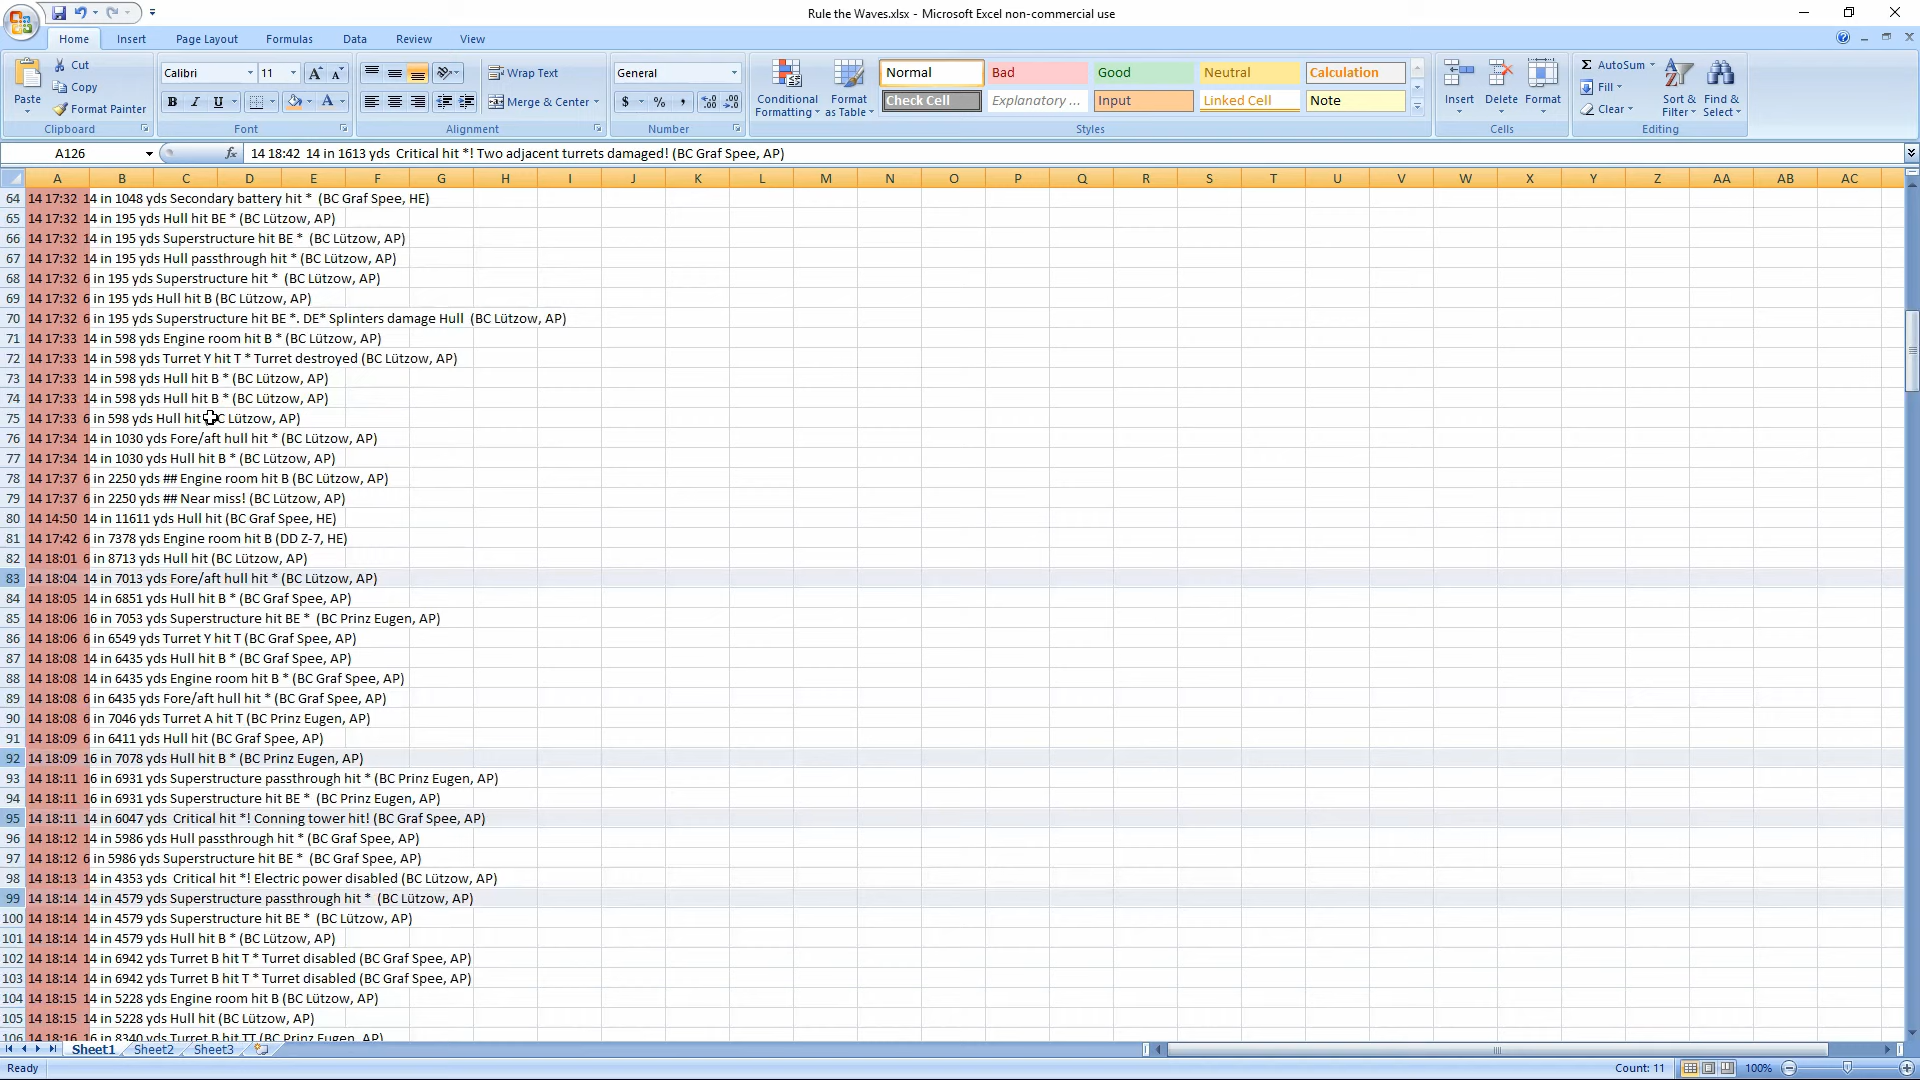 Rule the Waves.xlsx - Microsoft Excel non-commercial use
Home Insert Page Layout Formulas Data Review View
Paste Cut Copy Format Painter Clipboard
Calibri 11 A A B I U A Font
Wrap Text Merge & Center Alignment
General $ % , .0 .00 .00 .0 Number
Conditional Formatting Format as Table
Normal Bad Good Neutral Calculation
Check Cell Explanatory ... Input Linked Cell Note
Styles
Insert Delete Format Cells
Σ AutoSum Fill Clear Sort & Filter Find & Select Editing
A126 fx 14 18:42 14 in 1613 yds Critical hit *! Two adjacent turrets damaged! (BC Graf Spee, AP)
A B C D E F G H I J K L M N O P Q R S T U V W X Y Z AA AB AC
64 14 17:32 14 in 1048 yds Secondary battery hit * (BC Graf Spee, HE)
65 14 17:32 14 in 195 yds Hull hit BE * (BC Lützow, AP)
66 14 17:32 14 in 195 yds Superstructure hit BE * (BC Lützow, AP)
67 14 17:32 14 in 195 yds Hull passthrough hit * (BC Lützow, AP)
68 14 17:32 6 in 195 yds Superstructure hit * (BC Lützow, AP)
69 14 17:32 6 in 195 yds Hull hit B (BC Lützow, AP)
70 14 17:32 6 in 195 yds Superstructure hit BE *. DE* Splinters damage Hull (BC Lützow, AP)
71 14 17:33 14 in 598 yds Engine room hit B * (BC Lützow, AP)
72 14 17:33 14 in 598 yds Turret Y hit T * Turret destroyed (BC Lützow, AP)
73 14 17:33 14 in 598 yds Hull hit B * (BC Lützow, AP)
74 14 17:33 14 in 598 yds Hull hit B * (BC Lützow, AP)
75 14 17:33 6 in 598 yds Hull hit C Lützow, AP)
76 14 17:34 14 in 1030 yds Fore/aft hull hit * (BC Lützow, AP)
77 14 17:34 14 in 1030 yds Hull hit B * (BC Lützow, AP)
78 14 17:37 6 in 2250 yds ## Engine room hit B (BC Lützow, AP)
79 14 17:37 6 in 2250 yds ## Near miss! (BC Lützow, AP)
80 14 14:50 14 in 11611 yds Hull hit (BC Graf Spee, HE)
81 14 17:42 6 in 7378 yds Engine room hit B (DD Z-7, HE)
82 14 18:01 6 in 8713 yds Hull hit (BC Lützow, AP)
83 14 18:04 14 in 7013 yds Fore/aft hull hit * (BC Lützow, AP)
84 14 18:05 14 in 6851 yds Hull hit B * (BC Graf Spee, AP)
85 14 18:06 16 in 7053 yds Superstructure hit BE * (BC Prinz Eugen, AP)
86 14 18:06 6 in 6549 yds Turret Y hit T (BC Graf Spee, AP)
87 14 18:08 14 in 6435 yds Hull hit B * (BC Graf Spee, AP)
88 14 18:08 14 in 6435 yds Engine room hit B * (BC Graf Spee, AP)
89 14 18:08 6 in 6435 yds Fore/aft hull hit * (BC Graf Spee, AP)
90 14 18:08 6 in 7046 yds Turret A hit T (BC Prinz Eugen, AP)
91 14 18:09 6 in 6411 yds Hull hit (BC Graf Spee, AP)
92 14 18:09 16 in 7078 yds Hull hit B * (BC Prinz Eugen, AP)
93 14 18:11 16 in 6931 yds Superstructure passthrough hit * (BC Prinz Eugen, AP)
94 14 18:11 16 in 6931 yds Superstructure hit BE * (BC Prinz Eugen, AP)
95 14 18:11 14 in 6047 yds Critical hit *! Conning tower hit! (BC Graf Spee, AP)
96 14 18:12 14 in 5986 yds Hull passthrough hit * (BC Graf Spee, AP)
97 14 18:12 6 in 5986 yds Superstructure hit BE * (BC Graf Spee, AP)
98 14 18:13 14 in 4353 yds Critical hit *! Electric power disabled (BC Lützow, AP)
99 14 18:14 14 in 4579 yds Superstructure passthrough hit * (BC Lützow, AP)
100 14 18:14 14 in 4579 yds Superstructure hit BE * (BC Lützow, AP)
101 14 18:14 14 in 4579 yds Hull hit B * (BC Lützow, AP)
102 14 18:14 14 in 6942 yds Turret B hit T * Turret disabled (BC Graf Spee, AP)
103 14 18:14 14 in 6942 yds Turret B hit T * Turret disabled (BC Graf Spee, AP)
104 14 18:15 14 in 5228 yds Engine room hit B (BC Lützow, AP)
105 14 18:15 14 in 5228 yds Hull hit (BC Lützow, AP)
106 14 18:16 16 in 8340 yds Turret B hit TT (BC Prinz Eugen, AP)
Sheet1 Sheet2 Sheet3
Ready Count: 11 100%